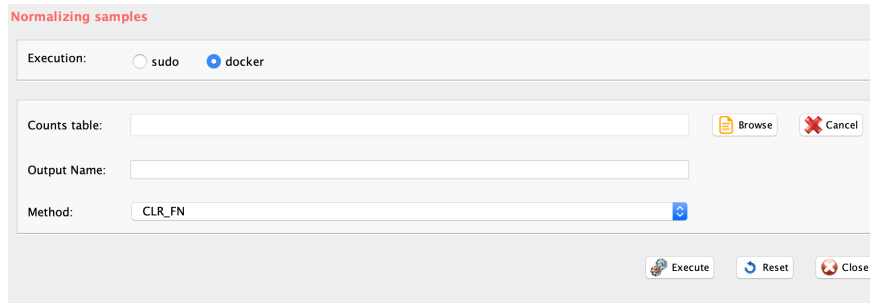 Normalizing samples
Execution: sudo docker
Counts table: Browse Cancel
Output Name:
Method: CLR_FN
Execute Reset Close